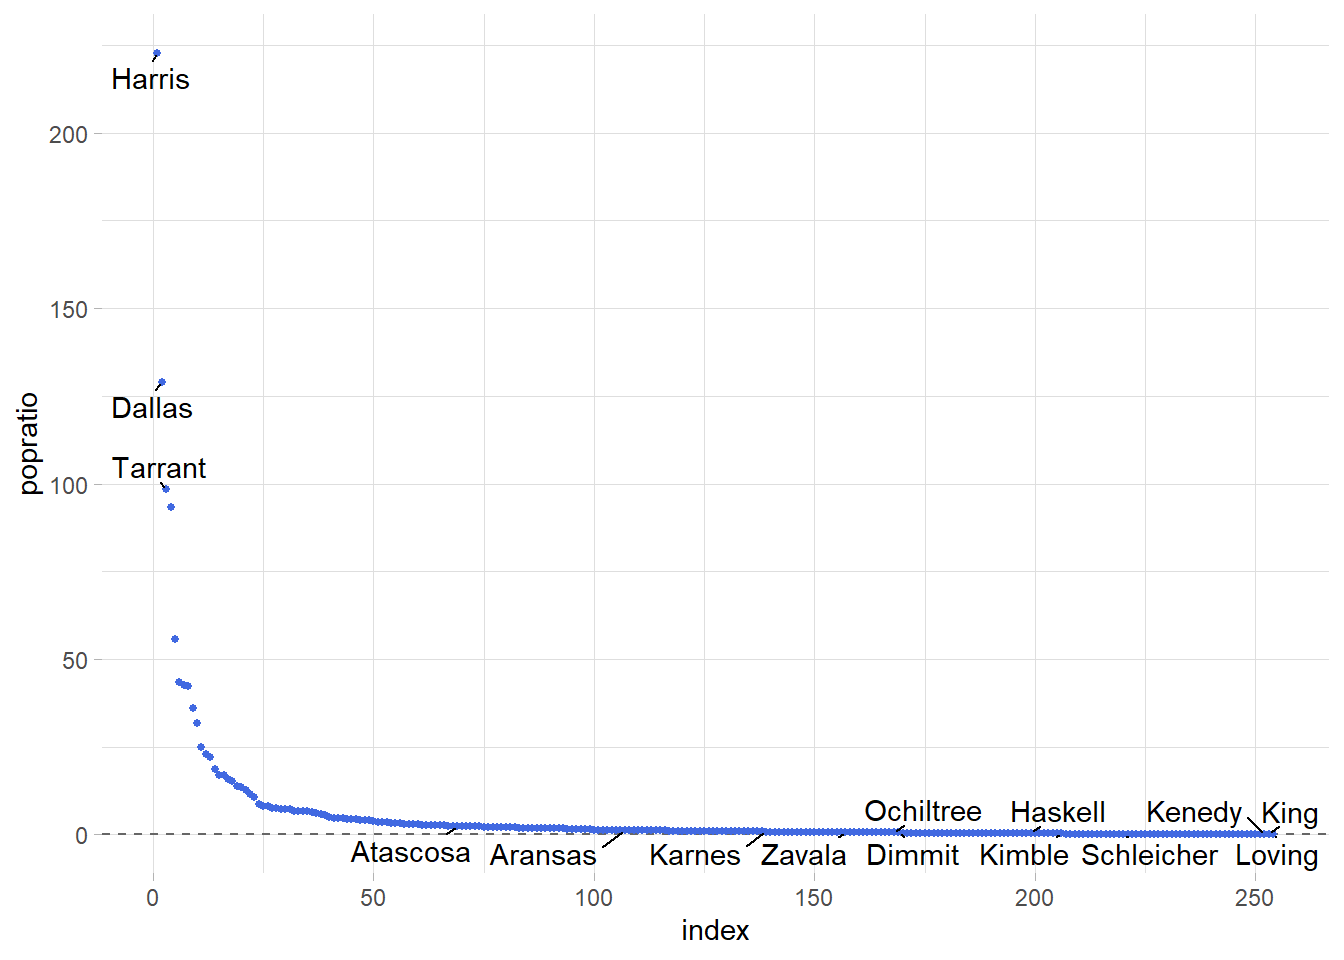 Harris
200
150
Dallas
popratio
Tarrant
100
50
Ochiltree Haskell Kenedy King
0
Atascosa Aransas Karnes Zavala Dimmit Kimble Schleicher Loving
0 50 100 150 200 250
index